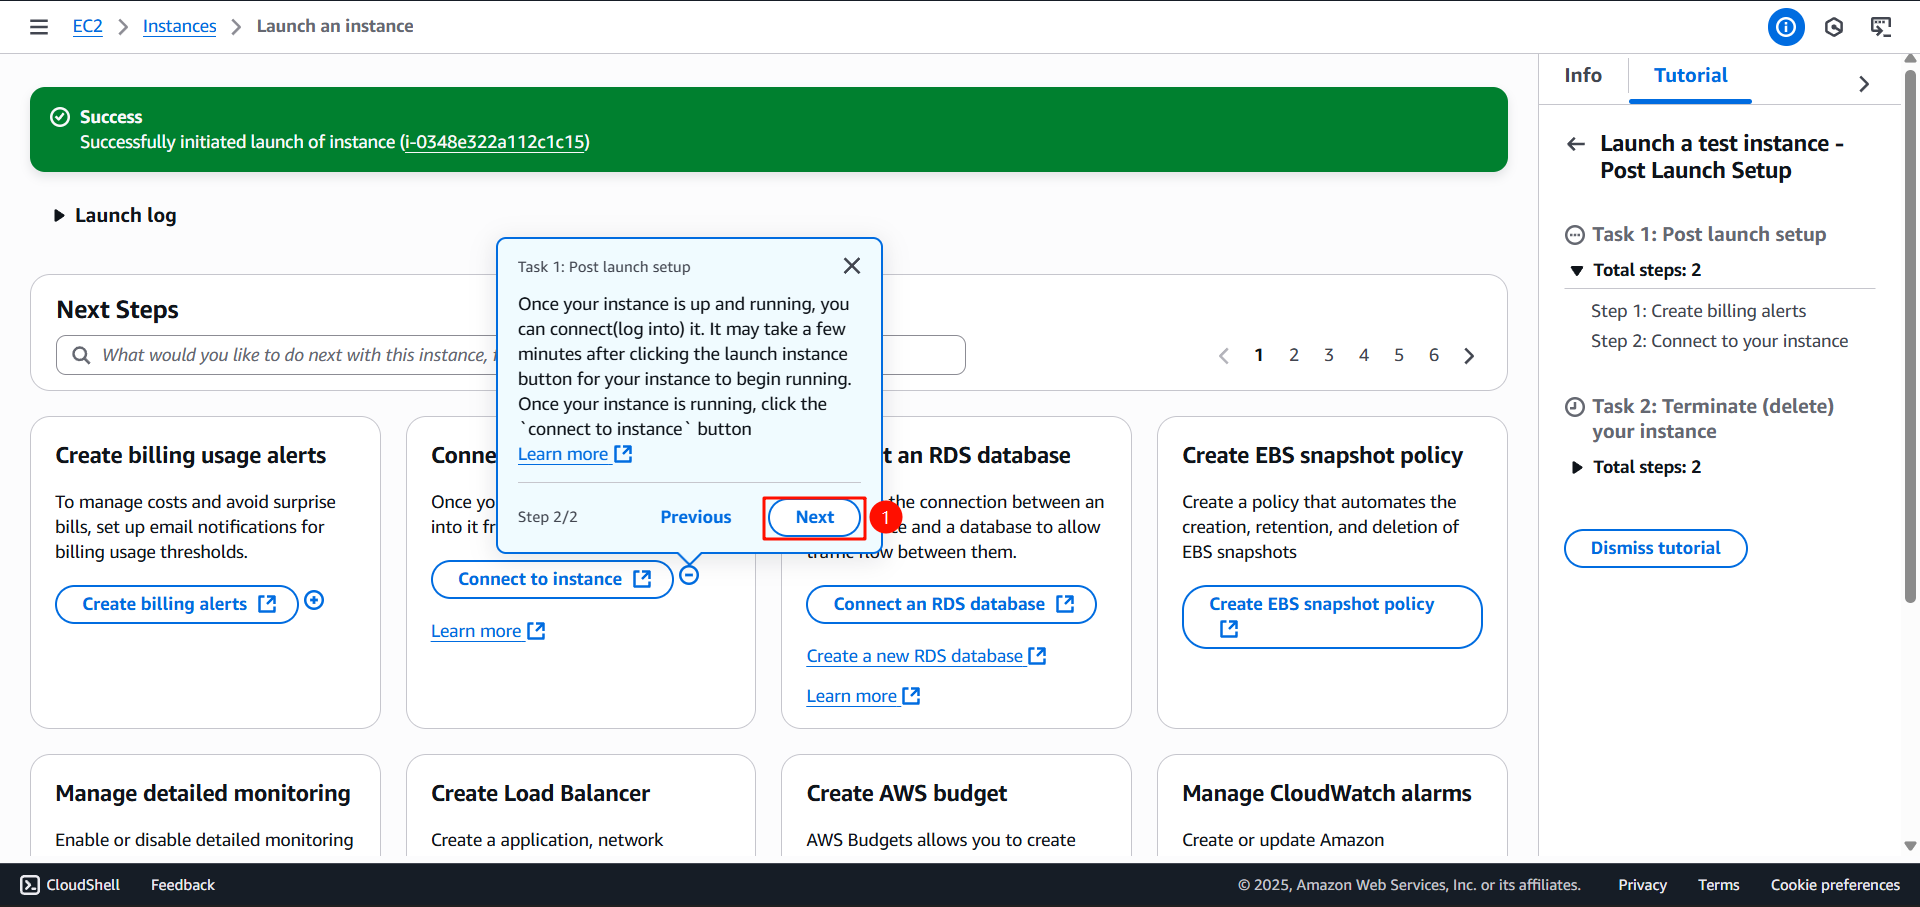 EC2
Instances
Launch an instance
Success
Successfully initiated launch of instance (i-0348e322a112c1c15)
Launch log
Next Steps
What would you like to do next with this instance,
1 2 3 4 5 6
Task 1: Post launch setup
Once your instance is up and running, you
can connect(log into) it. It may take a few
minutes after clicking the launch instance
button for your instance to begin running.
Once your instance is running, click the
`connect to instance` button
Learn more
Step 2/2
Previous
Next
1
Create billing usage alerts
To manage costs and avoid surprise
bills, set up email notifications for
billing usage thresholds.
Create billing alerts
Conne
Once yo
into it fr
Connect to instance
Learn more
t an RDS database
the connection between an
e and a database to allow
traffic flow between them.
Connect an RDS database
Create a new RDS database
Learn more
Create EBS snapshot policy
Create a policy that automates the
creation, retention, and deletion of
EBS snapshots
Create EBS snapshot policy
Manage detailed monitoring
Enable or disable detailed monitoring
Create Load Balancer
Create a application, network
Create AWS budget
AWS Budgets allows you to create
Manage CloudWatch alarms
Create or update Amazon
Info
Tutorial
Launch a test instance -
Post Launch Setup
Task 1: Post launch setup
Total steps: 2
Step 1: Create billing alerts
Step 2: Connect to your instance
Task 2: Terminate (delete)
your instance
Total steps: 2
Dismiss tutorial
CloudShell
Feedback
© 2025, Amazon Web Services, Inc. or its affiliates.
Privacy
Terms
Cookie preferences